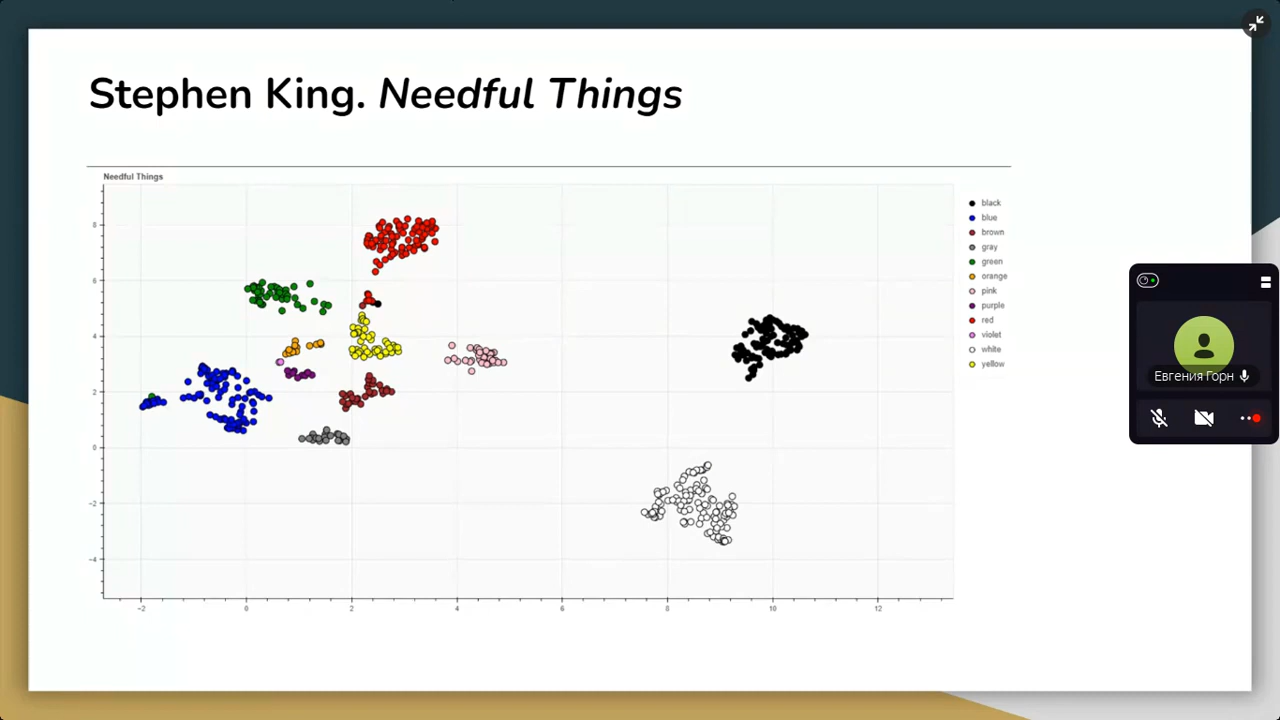 Stephen King. Needful Things
Needful Things
8
6
4
2
0
−2
−4
−2
0
2
4
6
8
10
12
black
blue
brown
gray
green
orange
pink
purple
red
violet
white
yellow
Евгения Горн